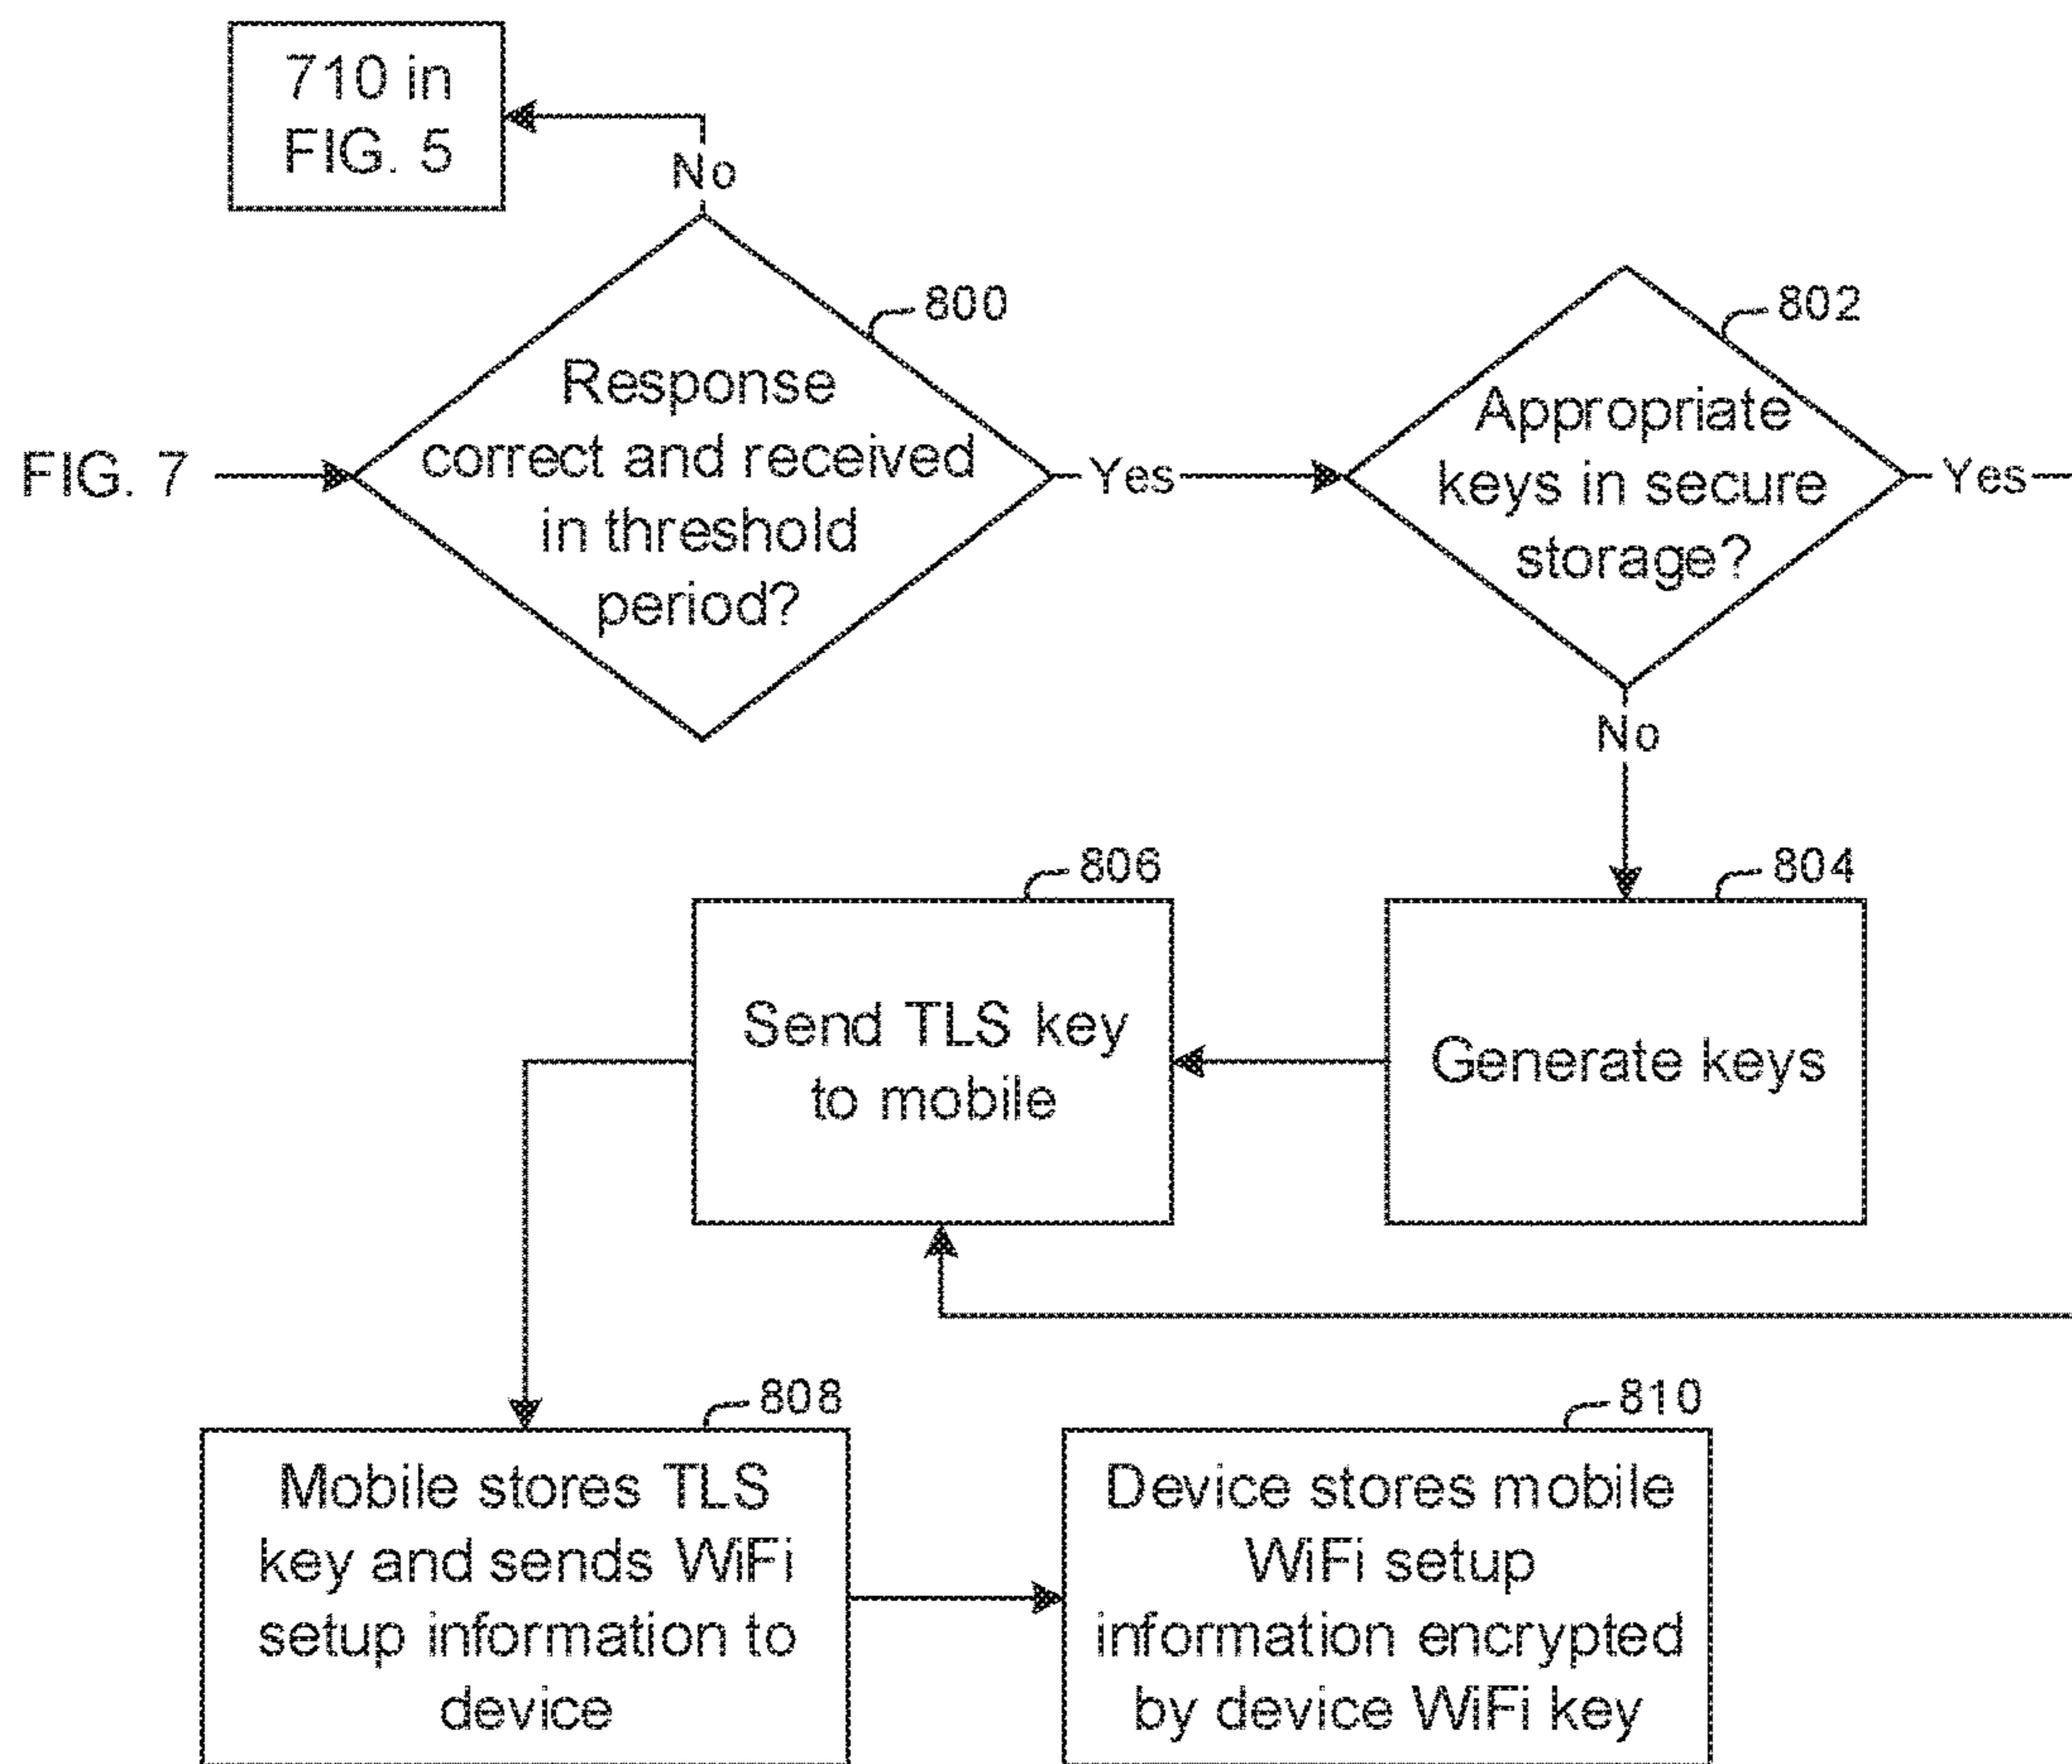 710 in
FIG. 5
No
800
Response
correct and received
in threshold
period?
FIG. 7
Yes
802
Appropriate
keys in secure
storage?
Yes
No
804
Generate keys
806
Send TLS key
to mobile
808
Mobile stores TLS
key and sends WiFi
setup information to
device
810
Device stores mobile
WiFi setup
information encrypted
by device WiFi key